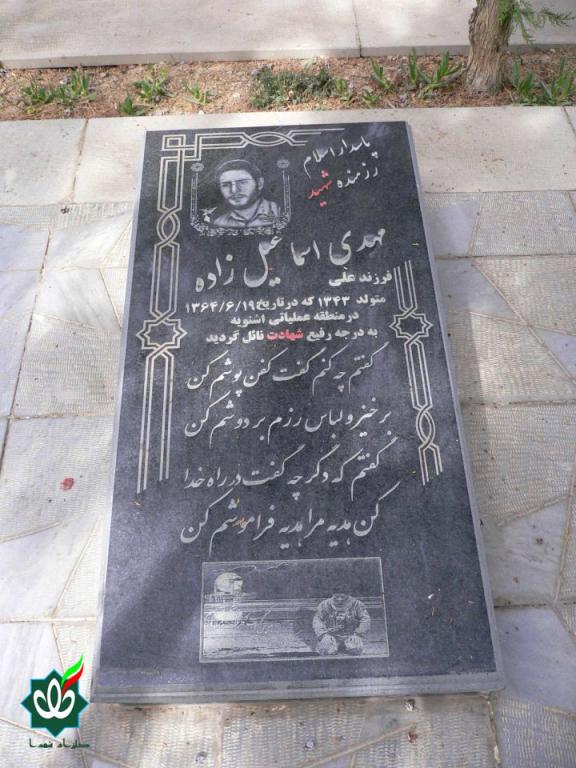 پاسدار اسلام
رزمنده شهید
مهدی اسماعیل زاده
فرزند علی
متولد ۱۳۴۳ که در تاریخ ۱۳۶۴/۶/۱۹
در منطقه عملیاتی اشنویه
به درجه رفیع شهادت نائل گردید
گفتم چه کنم گفت کفن پوشم کن
برخیز و لباس رزم بر دوشم کن
گفتم که دگر چه گفت در راه خدا
کن هدیه مرا هدیه فراموشم کن